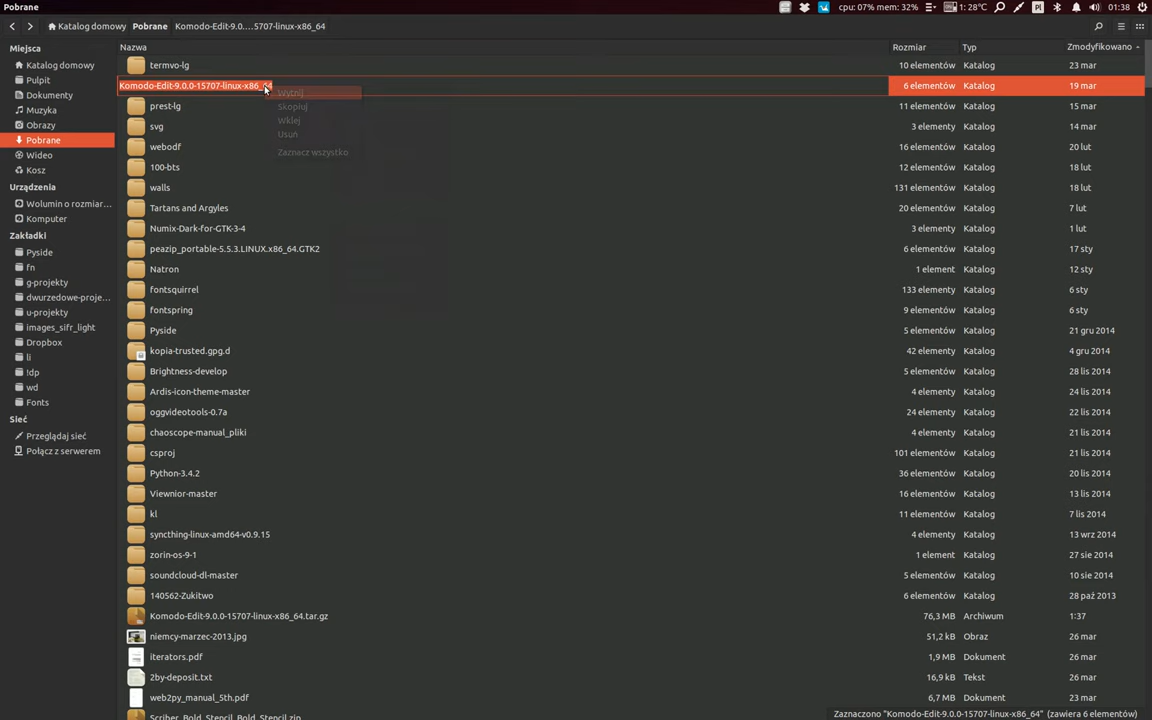 Pobrane
cpu: 07% mem: 32%
1: 28°C
Pl
01:38
Katalog domowy
Pobrane
Komodo-Edit-9.0....5707-linux-x86_64
Miejsca
Katalog domowy
Pulpit
Dokumenty
Muzyka
Obrazy
Pobrane
Wideo
Kosz
Urządzenia
Wolumin o rozmiar...
Komputer
Zakładki
Pyside
fn
g-projekty
dwurzedowe-proje...
u-projekty
images_sifr_light
Dropbox
li
!dp
wd
Fonts
Sieć
Przeglądaj sieć
Połącz z serwerem
Nazwa Rozmiar Typ Zmodyfikowano
termvo-lg 10 elementów Katalog 23 mar
Komodo-Edit-9.0.0-15707-linux-x86_64 6 elementów Katalog 19 mar
prest-lg 11 elementów Katalog 15 mar
svg 3 elementy Katalog 14 mar
webodf 16 elementów Katalog 20 lut
100-bts 12 elementów Katalog 18 lut
walls 131 elementów Katalog 18 lut
Tartans and Argyles 20 elementów Katalog 7 lut
Numix-Dark-for-GTK-3-4 3 elementy Katalog 1 lut
peazip_portable-5.5.3.LINUX.x86_64.GTK2 6 elementów Katalog 17 sty
Natron 1 element Katalog 12 sty
fontsquirrel 133 elementy Katalog 6 sty
fontspring 9 elementów Katalog 6 sty
Pyside 5 elementów Katalog 21 gru 2014
kopia-trusted.gpg.d 42 elementy Katalog 4 gru 2014
Brightness-develop 5 elementów Katalog 28 lis 2014
Ardis-icon-theme-master 4 elementy Katalog 24 lis 2014
oggvideotools-0.7a 24 elementy Katalog 22 lis 2014
chaoscope-manual_pliki 4 elementy Katalog 21 lis 2014
csproj 101 elementów Katalog 21 lis 2014
Python-3.4.2 36 elementów Katalog 20 lis 2014
Viewnior-master 16 elementów Katalog 13 lis 2014
kl 11 elementów Katalog 7 lis 2014
syncthing-linux-amd64-v0.9.15 4 elementy Katalog 13 wrz 2014
zorin-os-9-1 1 element Katalog 27 sie 2014
soundcloud-dl-master 5 elementów Katalog 10 sie 2014
140562-Zukitwo 6 elementów Katalog 28 paź 2013
Komodo-Edit-9.0.0-15707-linux-x86_64.tar.gz 76,3 MB Archiwum 1:37
niemcy-marzec-2013.jpg 51,2 kB Obraz 26 mar
iterators.pdf 1,9 MB Dokument 26 mar
2by-deposit.txt 16,9 kB Tekst 26 mar
web2py_manual_5th.pdf 6,7 MB Dokument 23 mar
Scriber_Bold_Stencil_Bold_Stencil.zip
Wytnij
Skopiuj
Wklej
Usuń
Zaznacz wszystko
Zaznaczono "Komodo-Edit-9.0.0-15707-linux-x86_64" (zawiera 6 elementów)